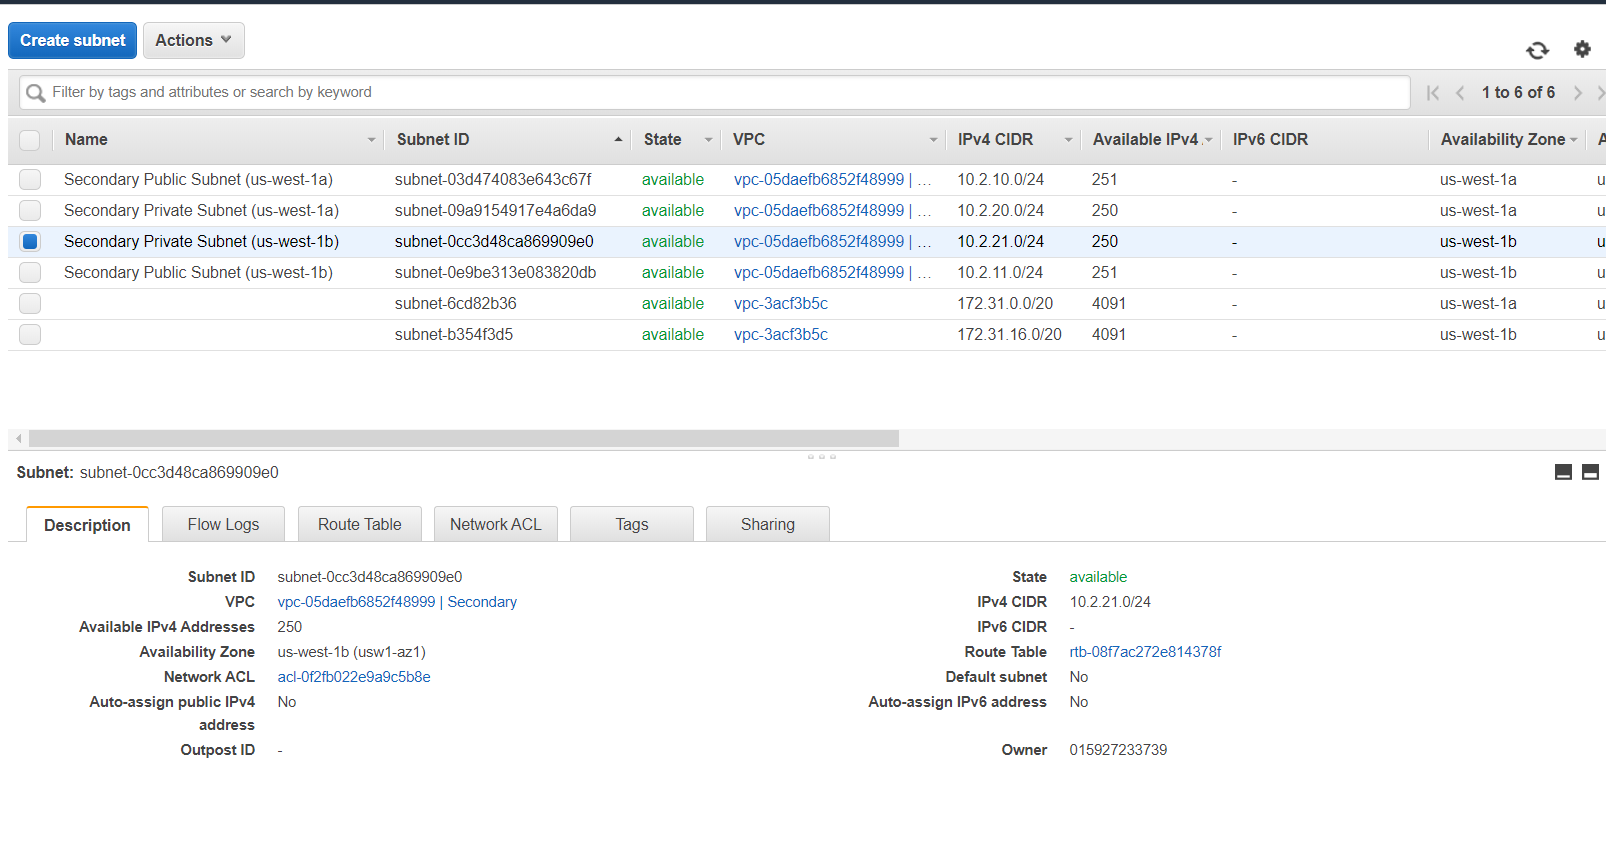 Create subnet Actions
Filter by tags and attributes or search by keyword 1 to 6 of 6
Name Subnet ID State VPC IPv4 CIDR Available IPv4 IPv6 CIDR Availability Zone A
Secondary Public Subnet (us-west-1a) subnet-03d474083e643c67f available vpc-05daefb6852f48999 | ... 10.2.10.0/24 251 - us-west-1a u
Secondary Private Subnet (us-west-1a) subnet-09a9154917e4a6da9 available vpc-05daefb6852f48999 | ... 10.2.20.0/24 250 - us-west-1a u
Secondary Private Subnet (us-west-1b) subnet-0cc3d48ca869909e0 available vpc-05daefb6852f48999 | ... 10.2.21.0/24 250 - us-west-1b u
Secondary Public Subnet (us-west-1b) subnet-0e9be313e083820db available vpc-05daefb6852f48999 | ... 10.2.11.0/24 251 - us-west-1b u
subnet-6cd82b36 available vpc-3acf3b5c 172.31.0.0/20 4091 - us-west-1a u
subnet-b354f3d5 available vpc-3acf3b5c 172.31.16.0/20 4091 - us-west-1b u
Subnet: subnet-0cc3d48ca869909e0
Description Flow Logs Route Table Network ACL Tags Sharing
Subnet ID subnet-0cc3d48ca869909e0 State available
VPC vpc-05daefb6852f48999 | Secondary IPv4 CIDR 10.2.21.0/24
Available IPv4 Addresses 250 IPv6 CIDR -
Availability Zone us-west-1b (usw1-az1) Route Table rtb-08f7ac272e814378f
Network ACL acl-0f2fb022e9a9c5b8e Default subnet No
Auto-assign public IPv4 No Auto-assign IPv6 address No
address
Outpost ID - Owner 015927233739